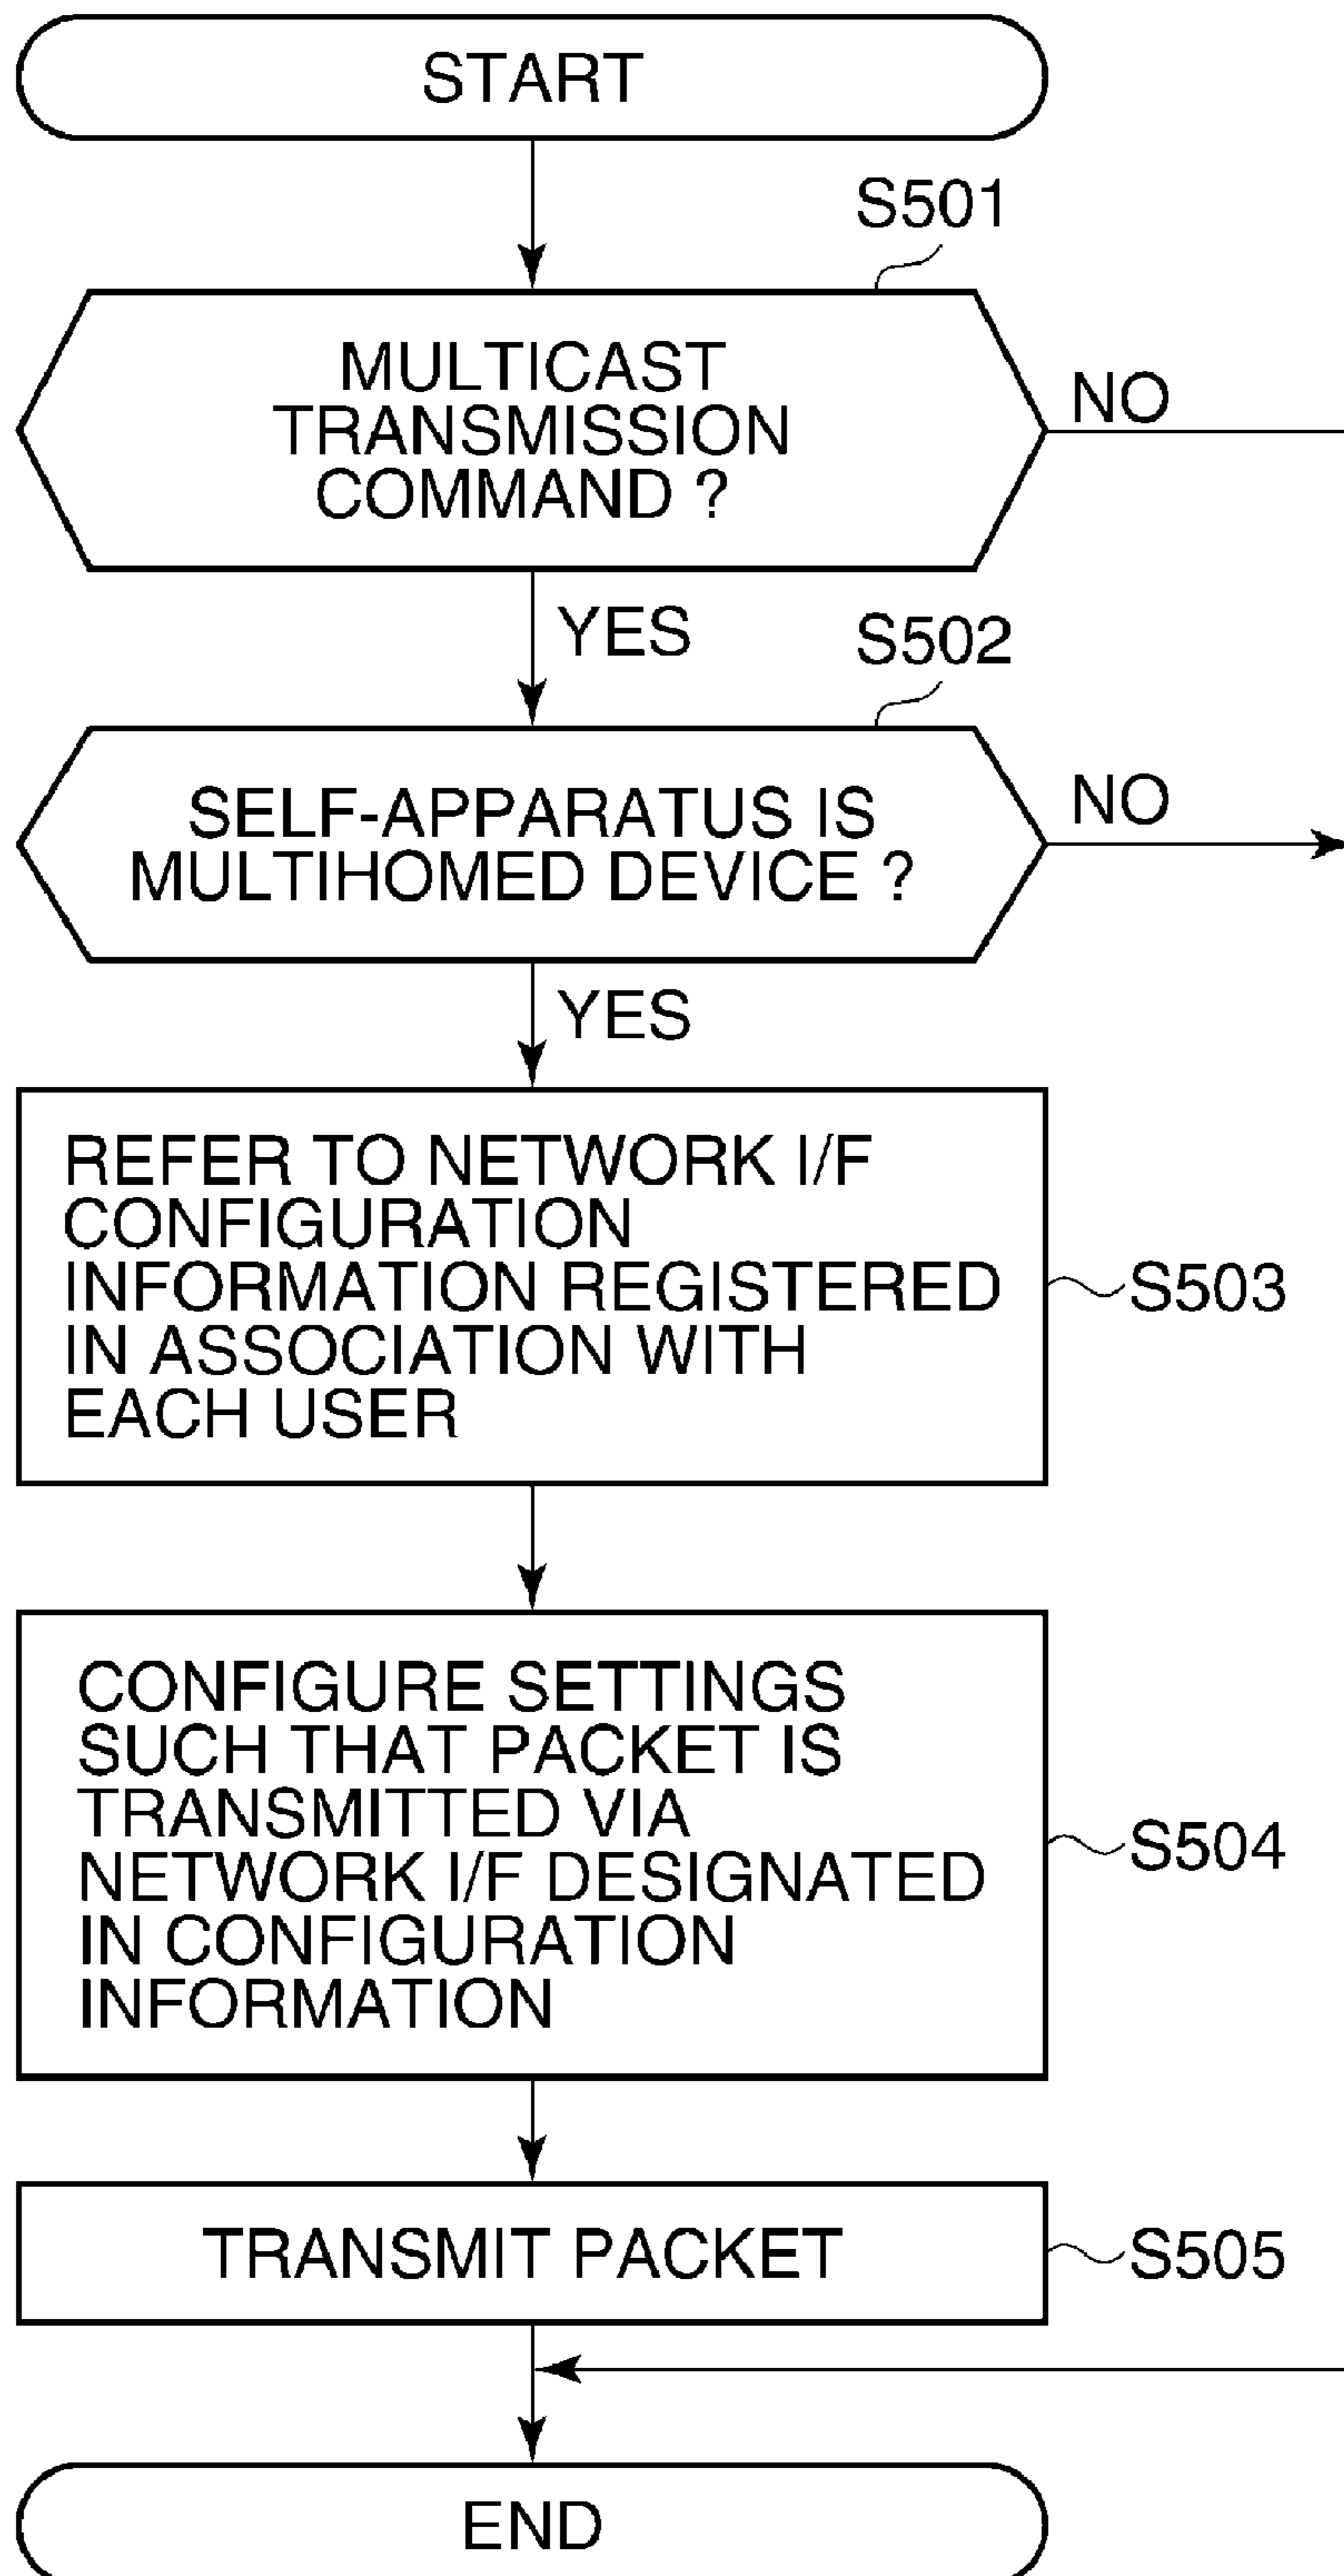 START
S501
MULTICAST
TRANSMISSION
COMMAND ?
NO
YES
S502
SELF-APPARATUS IS
MULTIHOMED DEVICE ?
NO
YES
REFER TO NETWORK I/F
CONFIGURATION
INFORMATION REGISTERED
IN ASSOCIATION WITH
EACH USER
S503
CONFIGURE SETTINGS
SUCH THAT PACKET IS
TRANSMITTED VIA
NETWORK I/F DESIGNATED
IN CONFIGURATION
INFORMATION
S504
TRANSMIT PACKET
S505
END